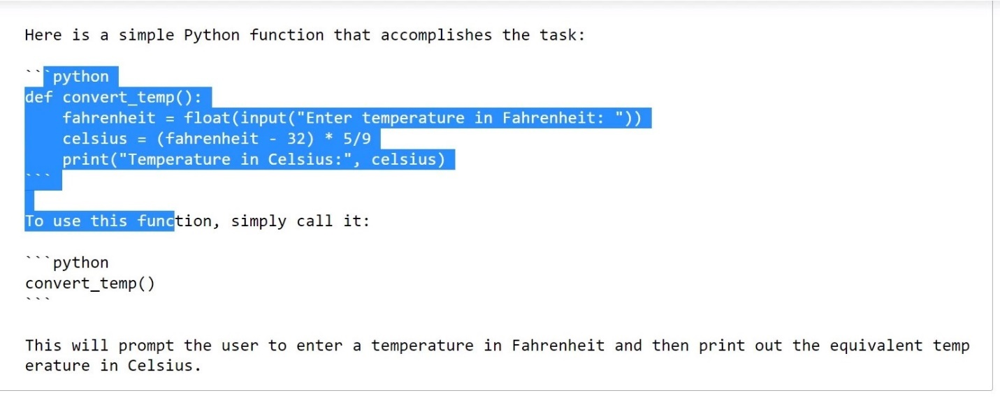 Here is a simple Python function that accomplishes the task:
```python
def convert_temp():
    fahrenheit = float(input("Enter temperature in Fahrenheit: "))
    celsius = (fahrenheit - 32) * 5/9
    print("Temperature in Celsius:", celsius)
```
To use this function, simply call it:
```python
convert_temp()
```
This will prompt the user to enter a temperature in Fahrenheit and then print out the equivalent temp
erature in Celsius.